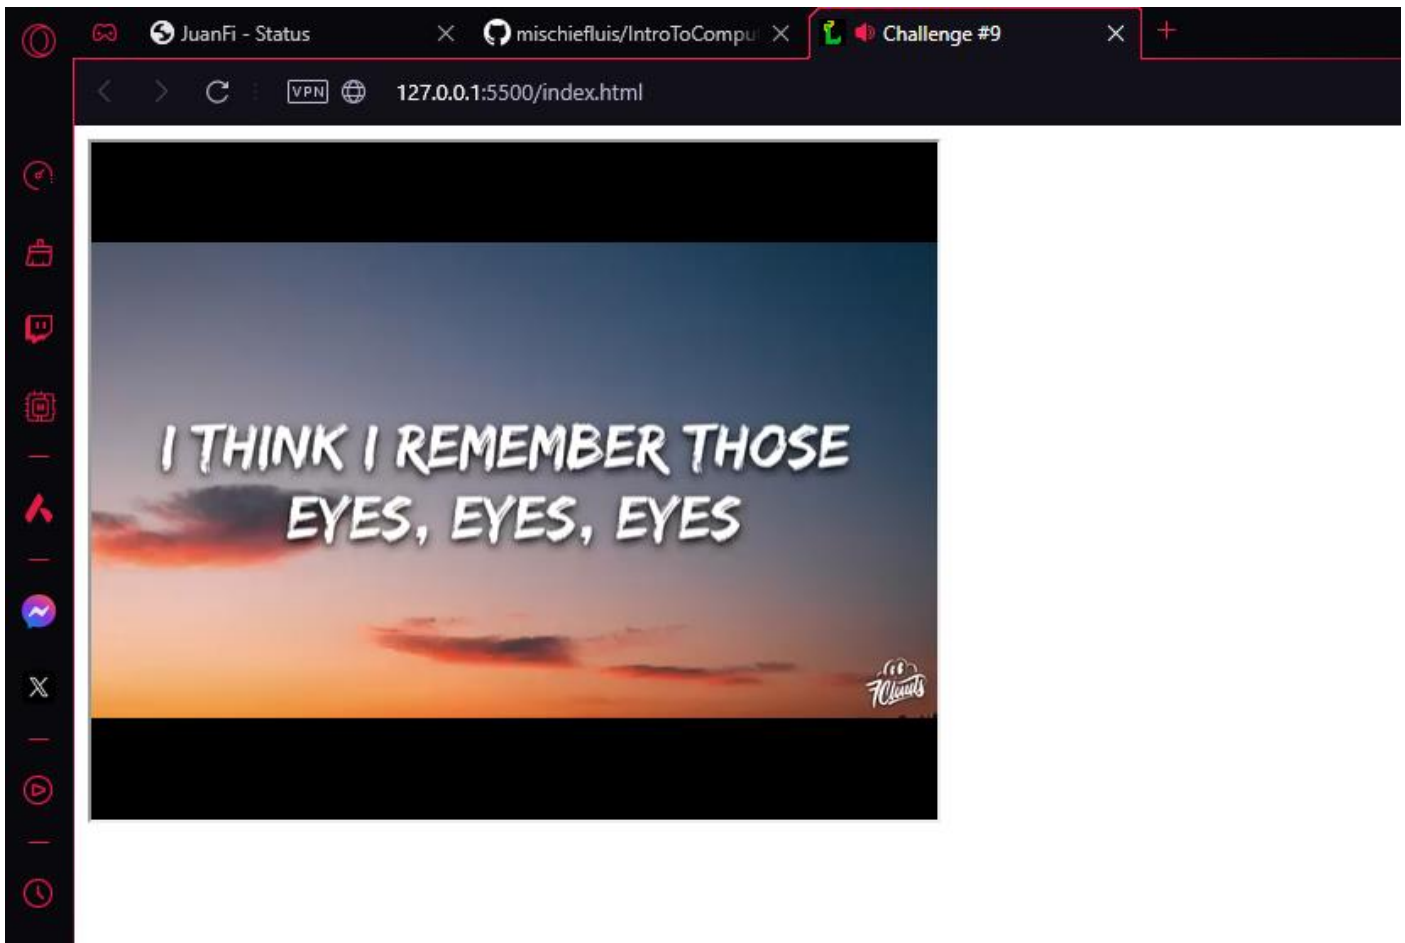 JuanFi - Status
mischiefluis/IntroToCompu
Challenge #9
VPN
127.0.0.1:5500/index.html
I THINK I REMEMBER THOSE
EYES, EYES, EYES
7Clouds